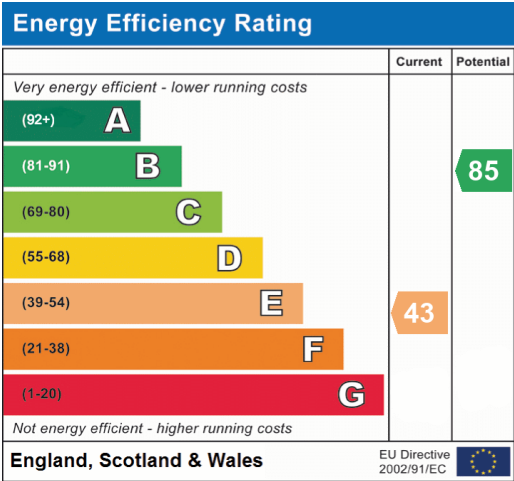 Energy Efficiency Rating
Current Potential
Very energy efficient - lower running costs
(92+) A
(81-91) B
85
(69-80) C
(55-68) D
(39-54) E
43
(21-38) F
(1-20) G
Not energy efficient - higher running costs
England, Scotland & Wales
EU Directive
2002/91/EC